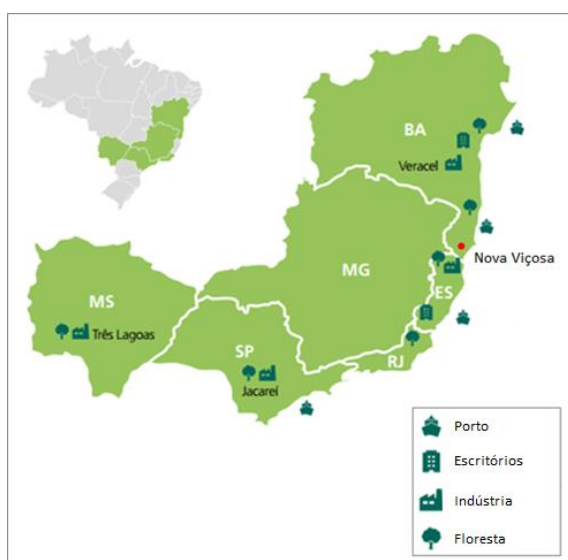 BA
Veracel
Nova Viçosa
MG
ES
MS
Três Lagoas
SP
RJ
Jacareí
Porto
Escritórios
Indústria
Floresta